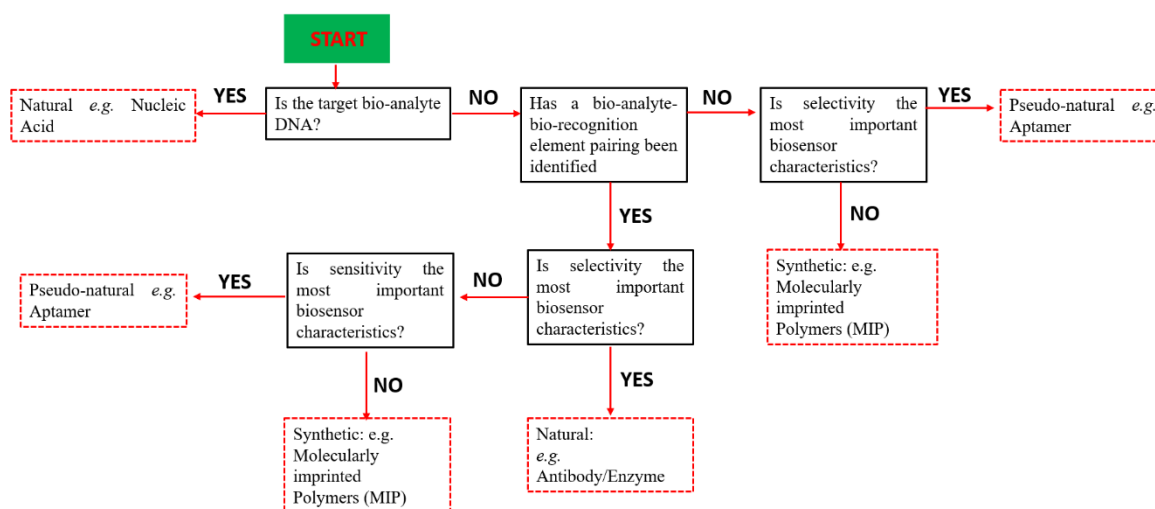 START
YES
NO
NO
YES
Natural e.g. Nucleic
Acid
Is the target bio-analyte
DNA?
Has a bio-analyte-
bio-recognition
element pairing been
identified
Is selectivity the
most important
biosensor
characteristics?
Pseudo-natural e.g.
Aptamer
YES
NO
YES
NO
Pseudo-natural e.g.
Aptamer
Is sensitivity the
most important
biosensor
characteristics?
Is selectivity the
most important
biosensor
characteristics?
Synthetic: e.g.
Molecularly
imprinted
Polymers (MIP)
NO
YES
Synthetic: e.g.
Molecularly
imprinted
Polymers (MIP)
Natural:
e.g.
Antibody/Enzyme